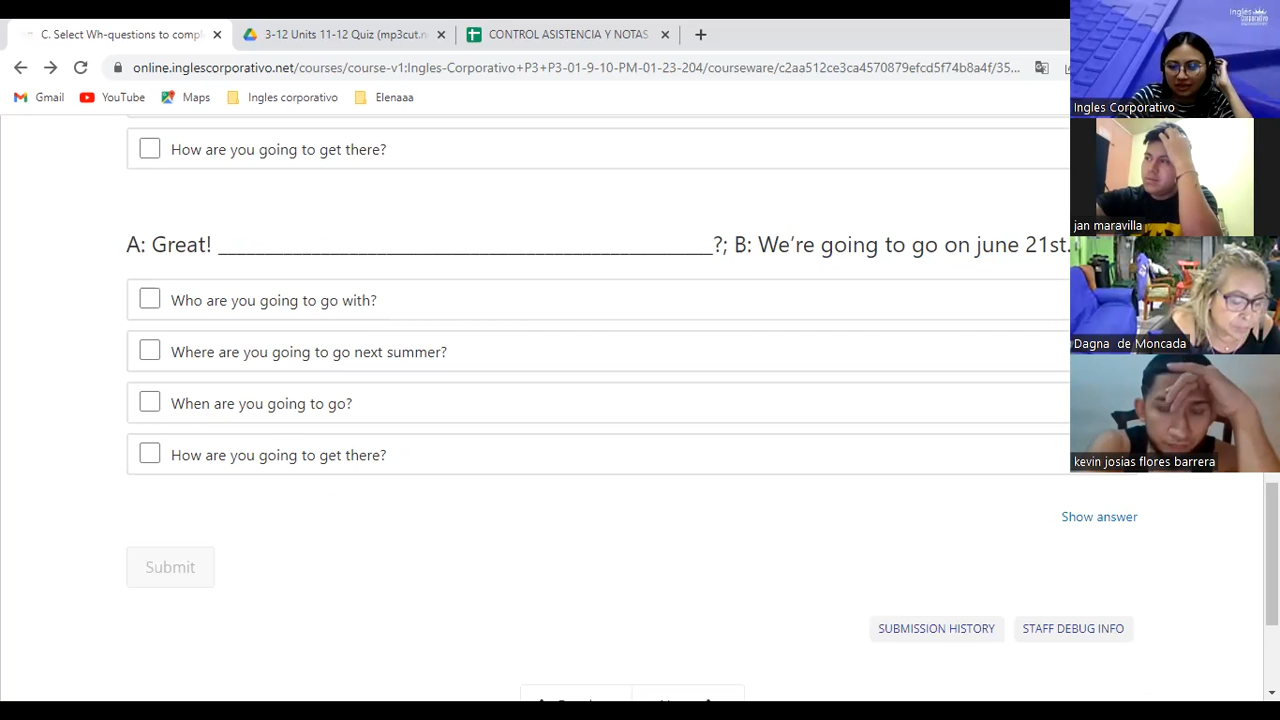 C. Select Wh-questions to compl
3-12 Units 11-12 Quiz (mp3cut.n
CONTROL ASISTENCIA Y NOTAS
online.inglescorporativo.net/courses/course-v1:Ingles-Corporativo+P3+P3-01-9-10-PM-01-23-204/courseware/c2aa512ce3ca4570879efcd5f74b8a4f/35...
Gmail
YouTube
Maps
Ingles corporativo
Elenaaa
Inglés
Corporativo
Ingles Corporativo
jan maravilla
Dagna de Moncada
kevin josias flores barrera
How are you going to get there?
A: Great! ______________________________________________?; B: We’re going to go on june 21st.
Who are you going to go with?
Where are you going to go next summer?
When are you going to go?
How are you going to get there?
Show answer
Submit
SUBMISSION HISTORY
STAFF DEBUG INFO